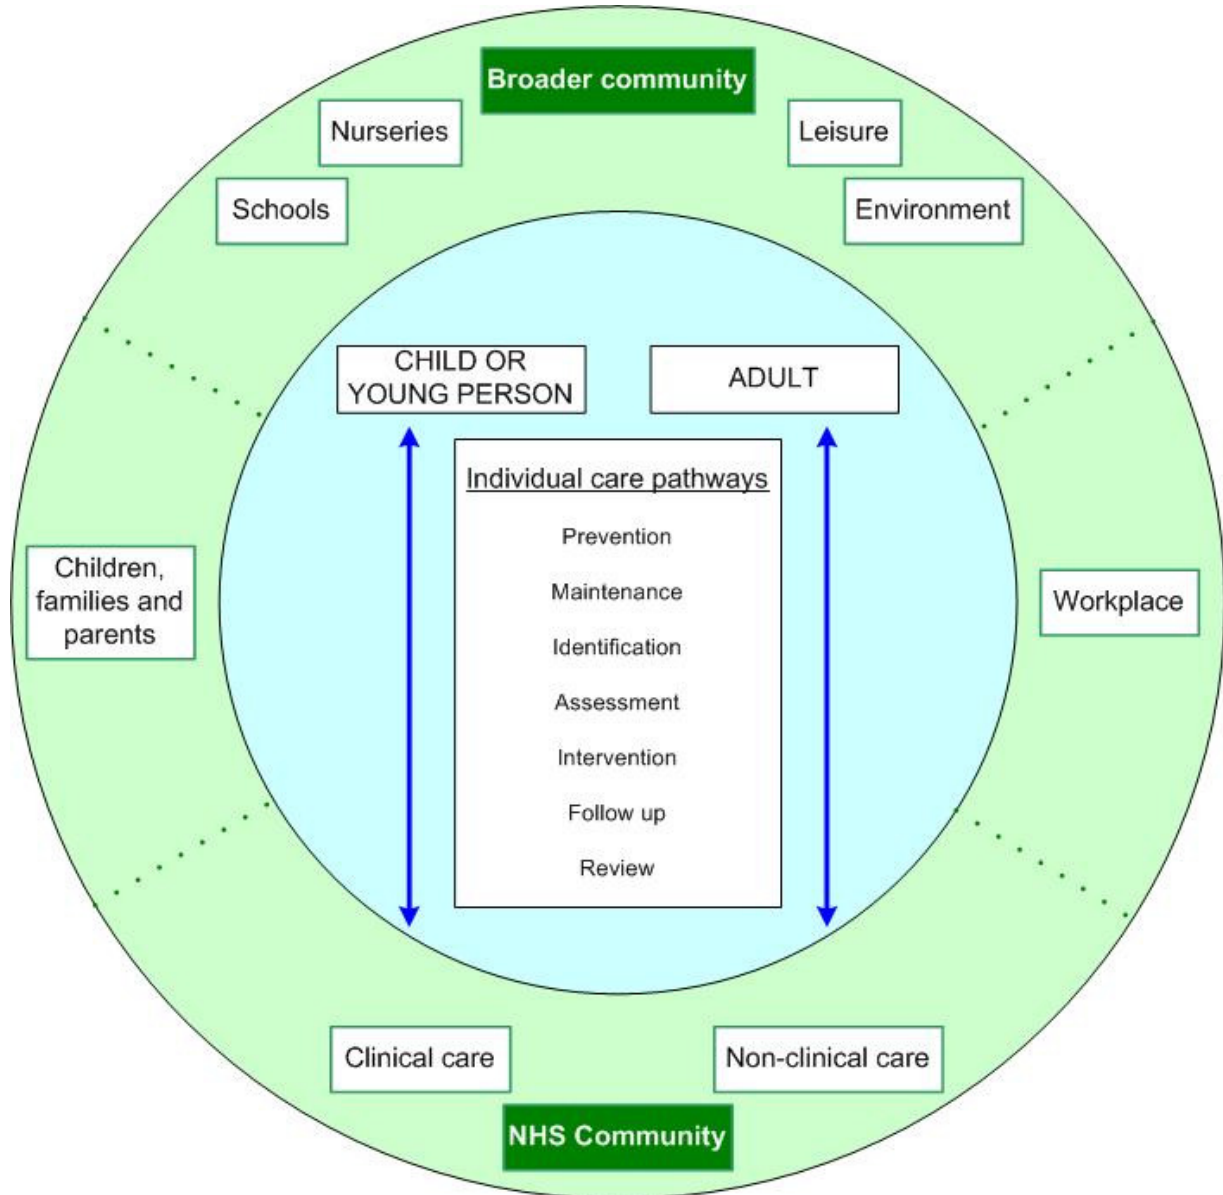 Broader community
Nurseries
Leisure
Schools
Environment
CHILD OR
YOUNG PERSON
ADULT
Individual care pathways
Prevention
Maintenance
Identification
Assessment
Intervention
Follow up
Review
Children,
families and
parents
Workplace
Clinical care
Non-clinical care
NHS Community